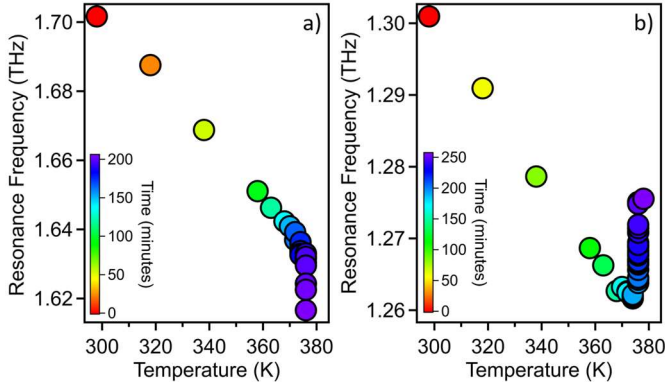 a)
Resonance Frequency (THz)
1.70
1.68
1.66
1.64
1.62
200
150
100
50
0
Time (minutes)
300 320 340 360 380
Temperature (K)
b)
Resonance Frequency (THz)
1.30
1.29
1.28
1.27
1.26
250
200
150
100
50
0
Time (minutes)
300 320 340 360 380
Temperature (K)